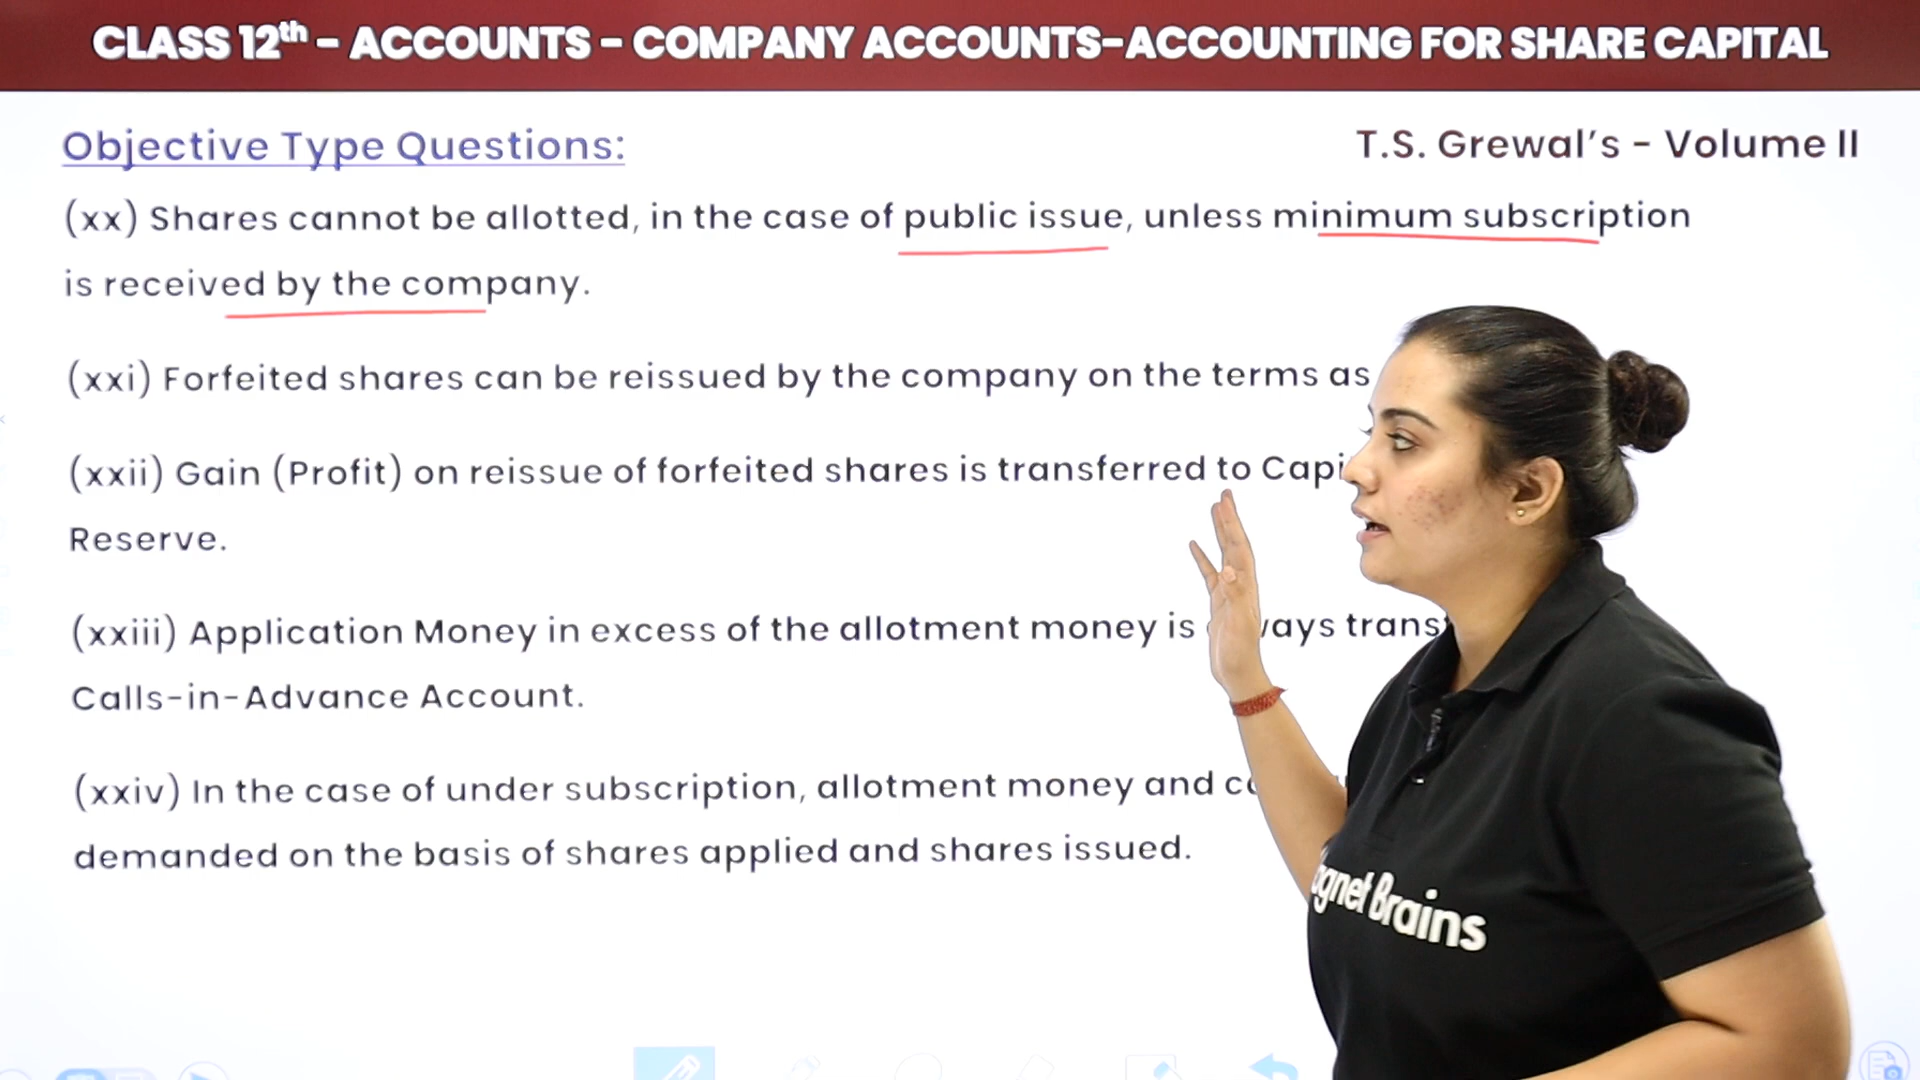 CLASS 12th - ACCOUNTS - COMPANY ACCOUNTS-ACCOUNTING FOR SHARE CAPITAL
Objective Type Questions:
T.S. Grewal's - Volume II
(xx) Shares cannot be allotted, in the case of public issue, unless minimum subscription
is received by the company.
(xxi) Forfeited shares can be reissued by the company on the terms as
(xxii) Gain (Profit) on reissue of forfeited shares is transferred to
Reserve.
(xxiii) Application Money in excess of the allotment money is
Calls-in-Advance Account.
(xxiv) In the case of under subscription, allotment money and
demanded on the basis of shares applied and shares issued.
Brains